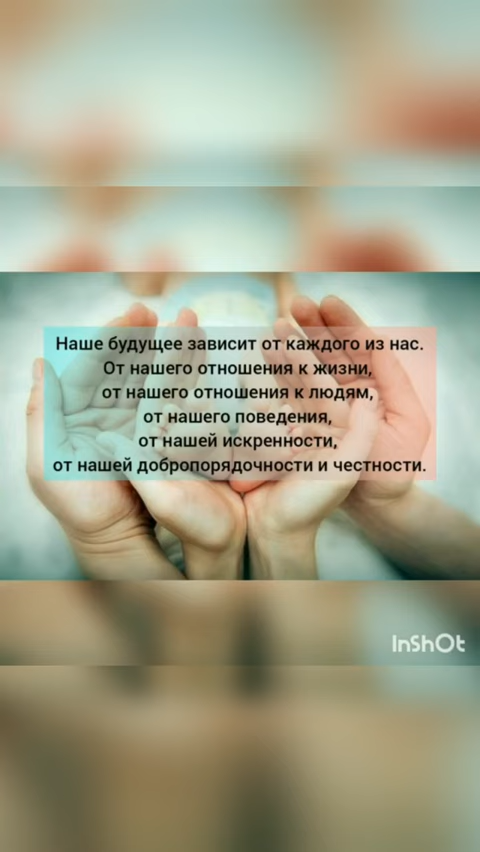 Наше будущее зависит от каждого из нас.
От нашего отношения к жизни,
от нашего отношения к людям,
от нашего поведения,
от нашей искренности,
от нашей добропорядочности и честности.
InShOt